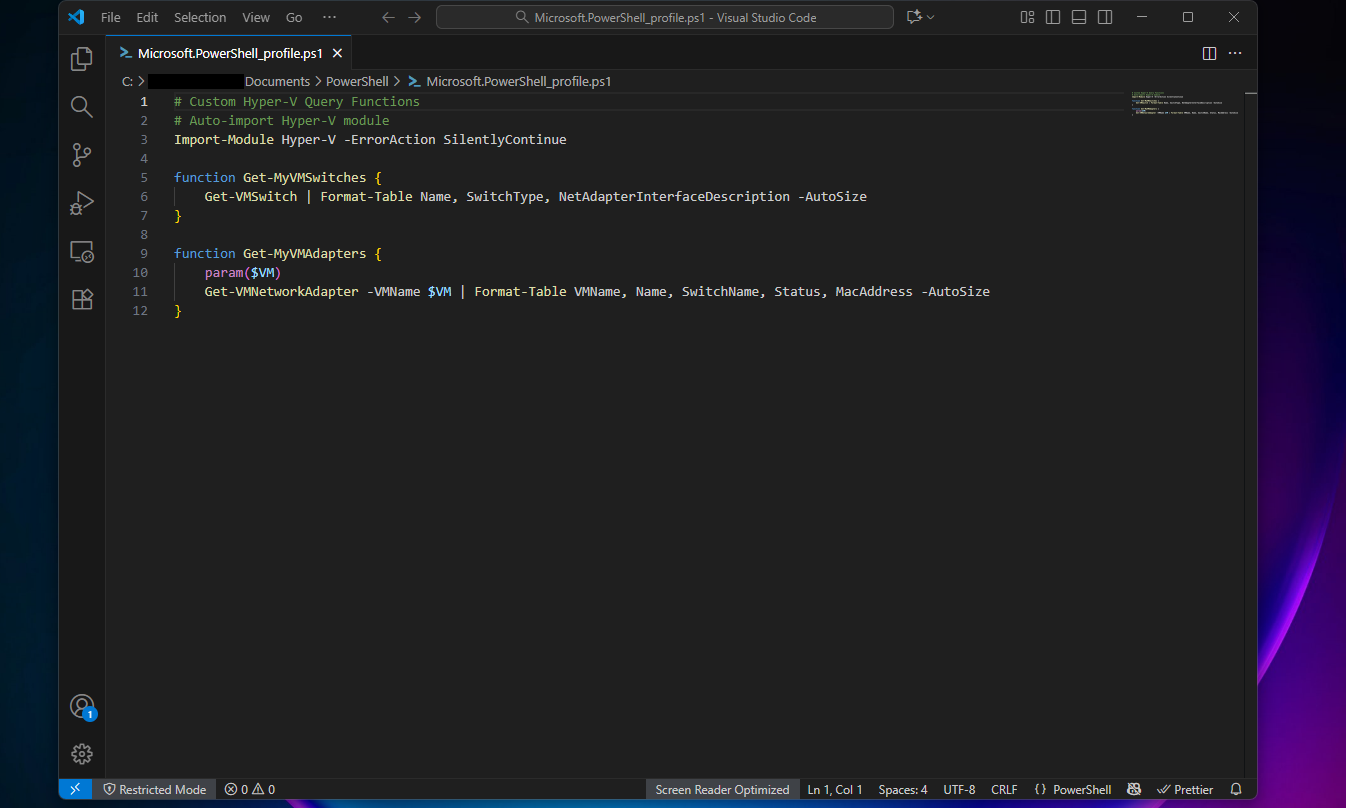 File Edit Selection View Go ··· Microsoft.PowerShell_profile.ps1 - Visual Studio Code
Microsoft.PowerShell_profile.ps1
C: > Documents > PowerShell > Microsoft.PowerShell_profile.ps1
1 # Custom Hyper-V Query Functions
2 # Auto-import Hyper-V module
3 Import-Module Hyper-V -ErrorAction SilentlyContinue
4
5 function Get-MyVMSwitches {
6     Get-VMSwitch | Format-Table Name, SwitchType, NetAdapterInterfaceDescription -AutoSize
7 }
8
9 function Get-MyVMAdapters {
10     param($VM)
11     Get-VMNetworkAdapter -VMName $VM | Format-Table VMName, Name, SwitchName, Status, MacAddress -AutoSize
12 }
1
Restricted Mode 0 0 Screen Reader Optimized Ln 1, Col 1 Spaces: 4 UTF-8 CRLF {} PowerShell Prettier